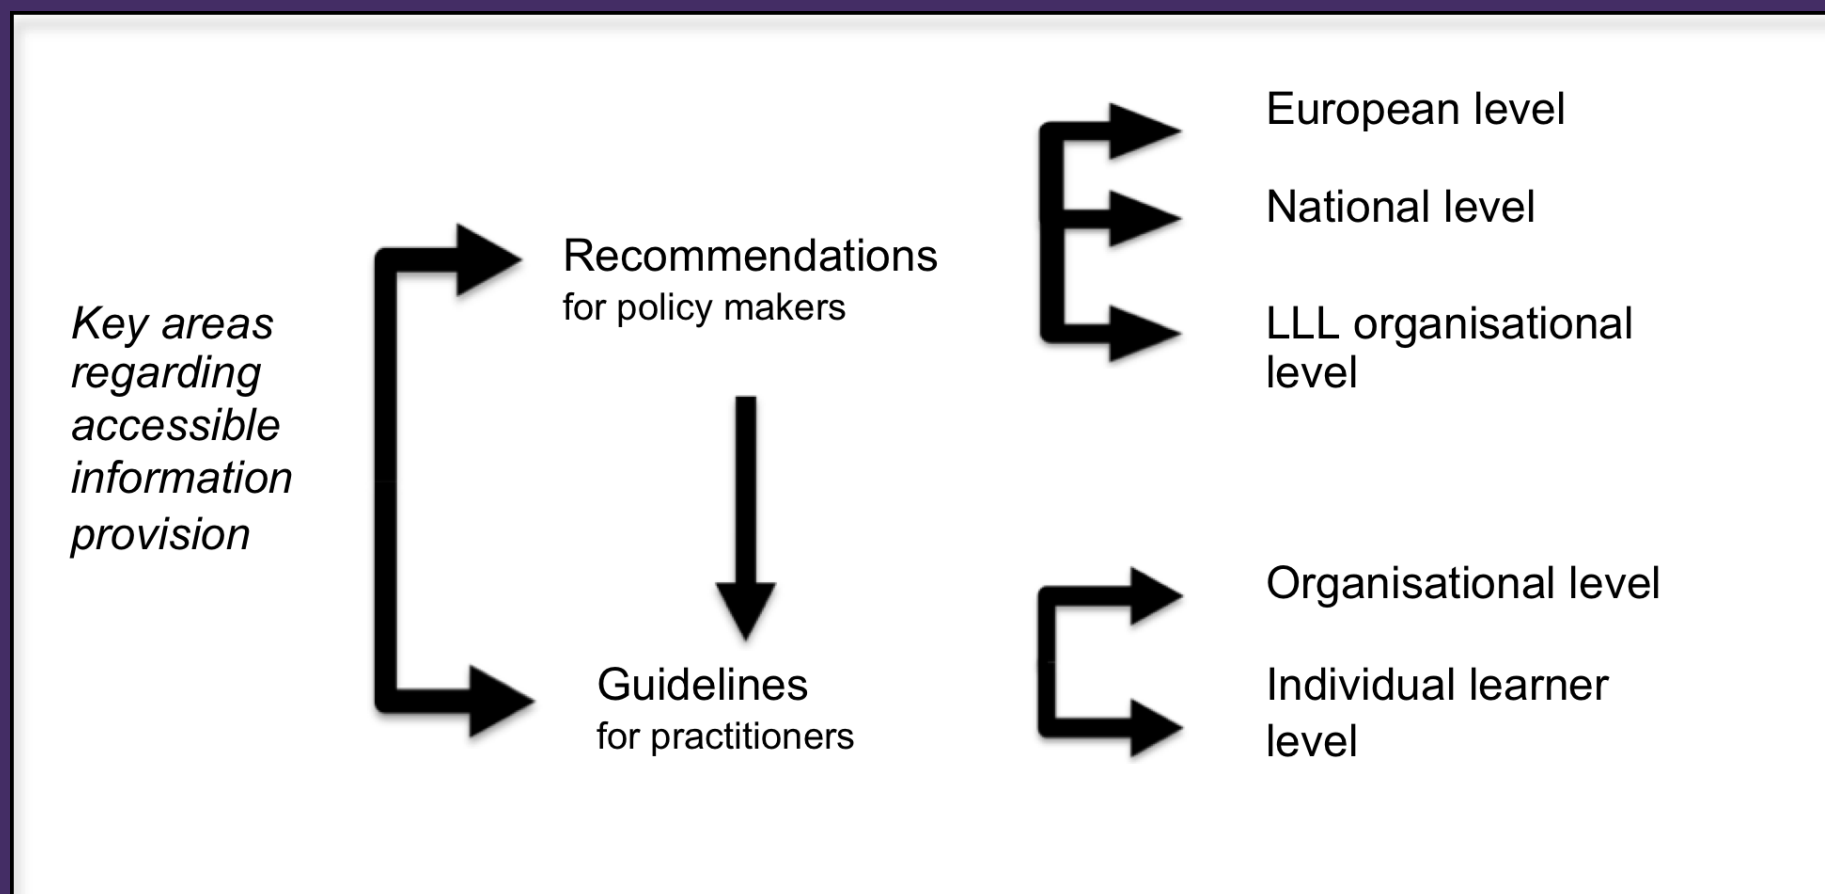 Key areas
regarding
accessible
information
provision
Recommendations
for policy makers
Guidelines
for practitioners
European level
National level
LLL organisational
level
Organisational level
Individual learner
level